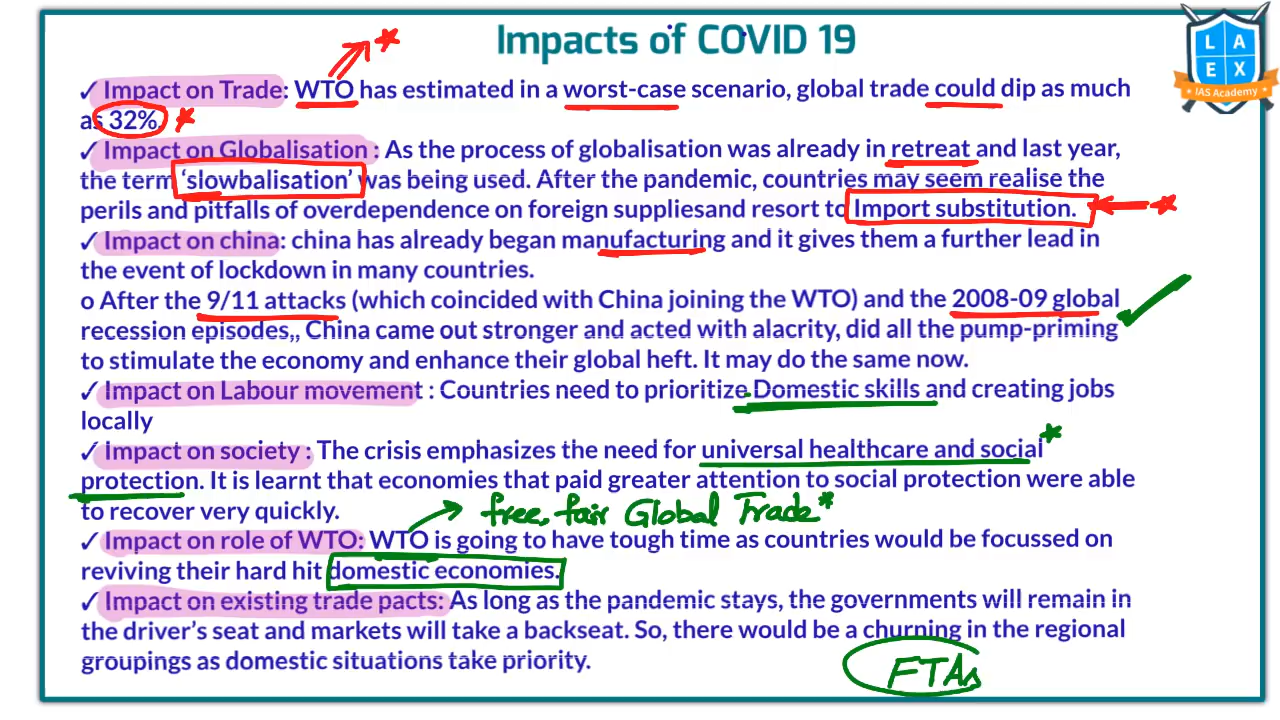 Impacts of COVID 19
L A
E X
IAS Academy
✓ Impact on Trade: WTO has estimated in a worst-case scenario, global trade could dip as much
as 32%.
✓ Impact on Globalisation : As the process of globalisation was already in retreat and last year,
the term 'slowbalisation' was being used. After the pandemic, countries may seem realise the
perils and pitfalls of overdependence on foreign suppliesand resort to Import substitution.
✓ Impact on china: china has already began manufacturing and it gives them a further lead in
the event of lockdown in many countries.
o After the 9/11 attacks (which coincided with China joining the WTO) and the 2008-09 global
recession episodes,, China came out stronger and acted with alacrity, did all the pump-priming
to stimulate the economy and enhance their global heft. It may do the same now.
✓ Impact on Labour movement : Countries need to prioritize Domestic skills and creating jobs
locally
✓ Impact on society : The crisis emphasizes the need for universal healthcare and social
protection. It is learnt that economies that paid greater attention to social protection were able
to recover very quickly.
free, fair Global Trade*
✓ Impact on role of WTO: WTO is going to have tough time as countries would be focussed on
reviving their hard hit domestic economies.
✓ Impact on existing trade pacts: As long as the pandemic stays, the governments will remain in
the driver's seat and markets will take a backseat. So, there would be a churning in the regional
groupings as domestic situations take priority.
FTAs